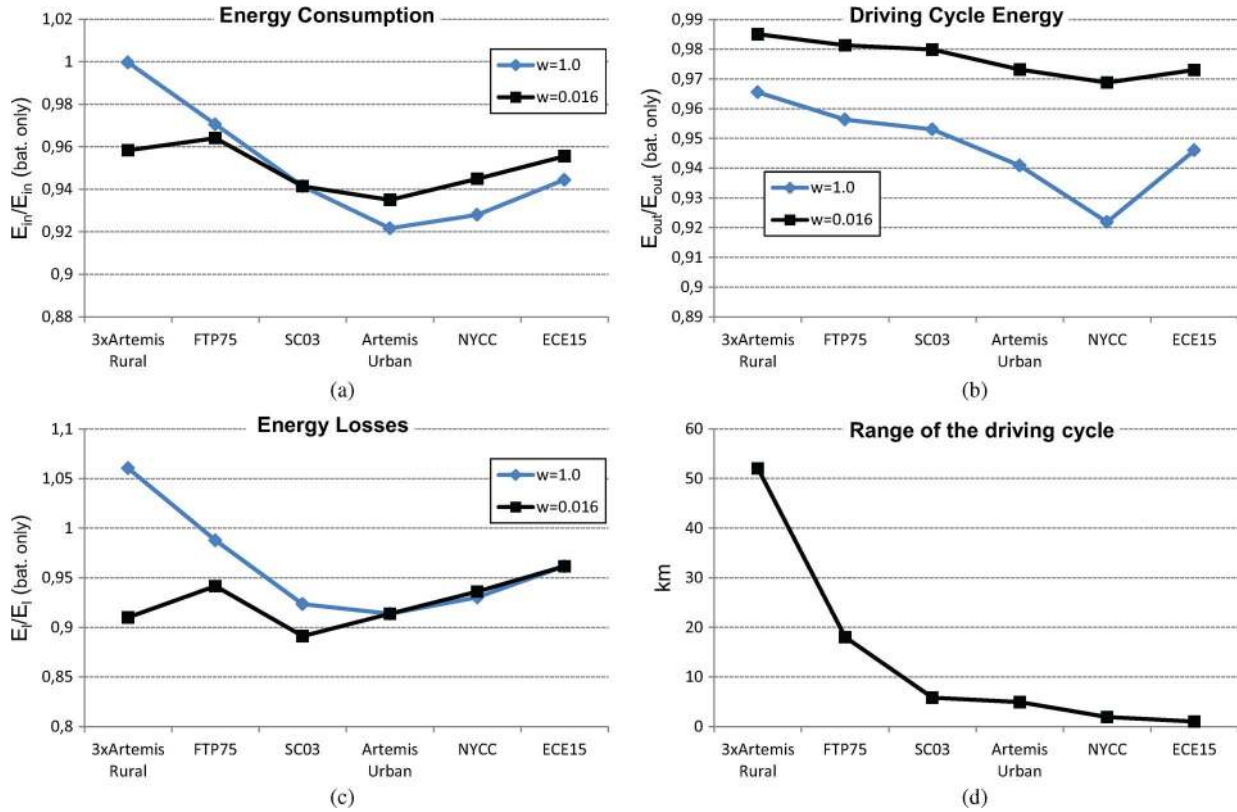 Energy Consumption
1,02
1
0,98
0,96
0,94
0,92
0,9
0,88
E_in/E_in (bat. only)
w=1.0
w=0.016
3xArtemis Rural
FTP75
SC03
Artemis Urban
NYCC
ECE15
(a)
Driving Cycle Energy
0,99
0,98
0,97
0,96
0,95
0,94
0,93
0,92
0,91
0,9
0,89
E_out/E_out (bat. only)
w=1.0
w=0.016
3xArtemis Rural
FTP75
SC03
Artemis Urban
NYCC
ECE15
(b)
Energy Losses
1,1
1,05
1
0,95
0,9
0,85
0,8
E_l/E_l (bat. only)
w=1.0
w=0.016
3xArtemis Rural
FTP75
SC03
Artemis Urban
NYCC
ECE15
(c)
Range of the driving cycle
60
50
40
30
20
10
0
km
3xArtemis Rural
FTP75
SC03
Artemis Urban
NYCC
ECE15
(d)